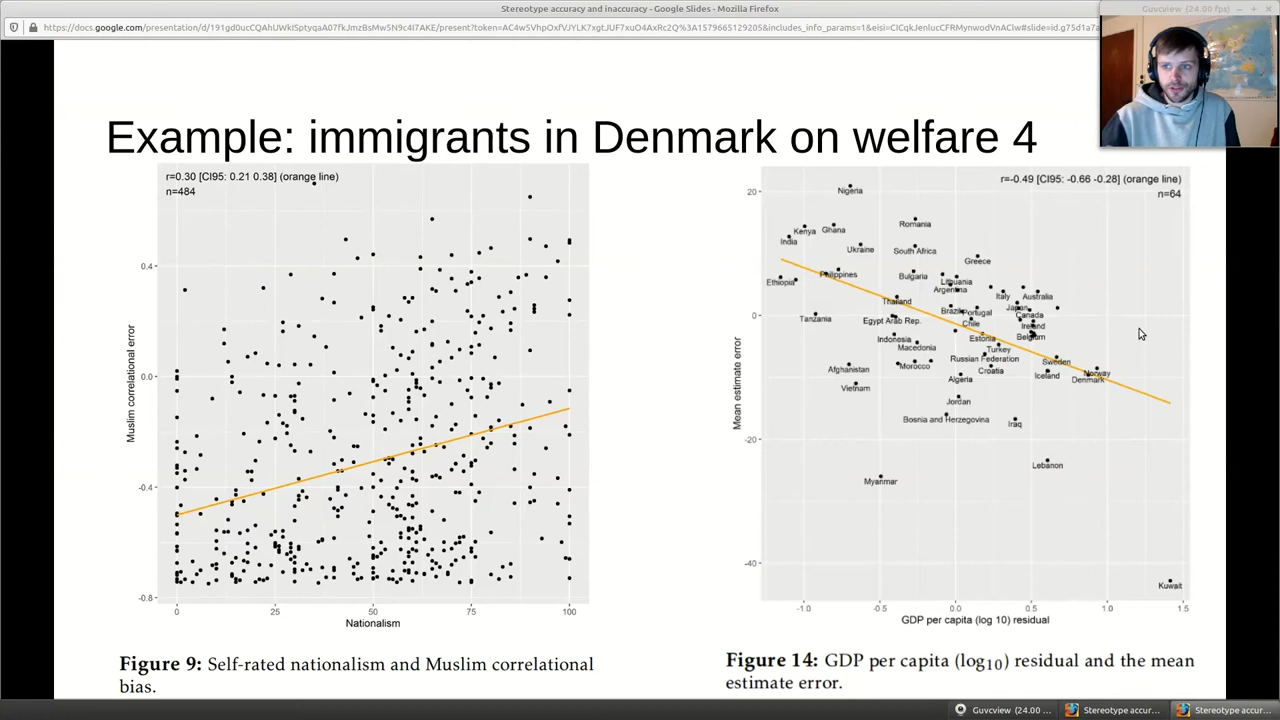 Stereotype accuracy and inaccuracy - Google Slides - Mozilla Firefox
Guvcview (24.00 fps)
Example: immigrants in Denmark on welfare 4
r=0.30 [CI95: 0.21 0.38] (orange line)
n=484
0.4
0.0
-0.4
-0.8
Muslim correlational error
0
25
50
75
100
Nationalism
Figure 9: Self-rated nationalism and Muslim correlational
bias.
r=-0.49 [CI95: -0.66 -0.28] (orange line)
n=64
20
0
-20
-40
Mean estimate error
Nigeria
Romania
Kenya
Ghana
India
Ukraine
South Africa
Greece
Philippines
Bulgaria
Ethiopia
Lithuania
Argentina
Italy
Australia
Thailand
Japan
Brazil
Portugal
Canada
Tanzania
Egypt Arab Rep.
Chile
Ireland
Indonesia
Estonia
Belgium
Macedonia
Turkey
Russian Federation
Sweden
Afghanistan
Morocco
Croatia
Iceland
Norway
Denmark
Algeria
Vietnam
Jordan
Bosnia and Herzegovina
Iraq
Lebanon
Myanmar
Kuwait
-1.0
-0.5
0.0
0.5
1.0
1.5
GDP per capita (log 10) residual
Figure 14: GDP per capita (log10) residual and the mean
estimate error.
Guvcview (24.00 ...
Stereotype accur...
Stereotype accur...